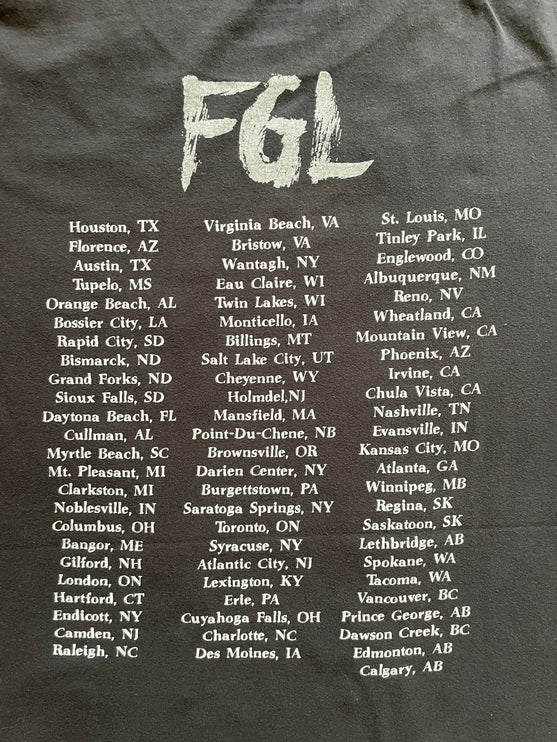 FGL
Houston, TX
Florence, AZ
Austin, TX
Tupelo, MS
Orange Beach, AL
Bossier City, LA
Rapid City, SD
Bismarck, ND
Grand Forks, ND
Sioux Falls, SD
Daytona Beach, FL
Cullman, AL
Myrtle Beach, SC
Mt. Pleasant, MI
Clarkston, MI
Noblesville, IN
Columbus, OH
Bangor, ME
Gilford, NH
London, ON
Hartford, CT
Endicott, NY
Camden, NJ
Raleigh, NC
Virginia Beach, VA
Bristow, VA
Wantagh, NY
Eau Claire, WI
Twin Lakes, WI
Monticello, IA
Billings, MT
Salt Lake City, UT
Cheyenne, WY
Holmdel,NJ
Mansfield, MA
Point-Du-Chene, NB
Brownsville, OR
Darien Center, NY
Burgettstown, PA
Saratoga Springs, NY
Toronto, ON
Syracuse, NY
Atlantic City, NJ
Lexington, KY
Erie, PA
Cuyahoga Falls, OH
Charlotte, NC
Des Moines, IA
St. Louis, MO
Tinley Park, IL
Englewood, CO
Albuquerque, NM
Reno, NV
Wheatland, CA
Mountain View, CA
Phoenix, AZ
Irvine, CA
Chula Vista, CA
Nashville, TN
Evansville, IN
Kansas City, MO
Atlanta, GA
Winnipeg, MB
Regina, SK
Saskatoon, SK
Lethbridge, AB
Spokane, WA
Tacoma, WA
Vancouver, BC
Prince George, AB
Dawson Creek, BC
Edmonton, AB
Calgary, AB